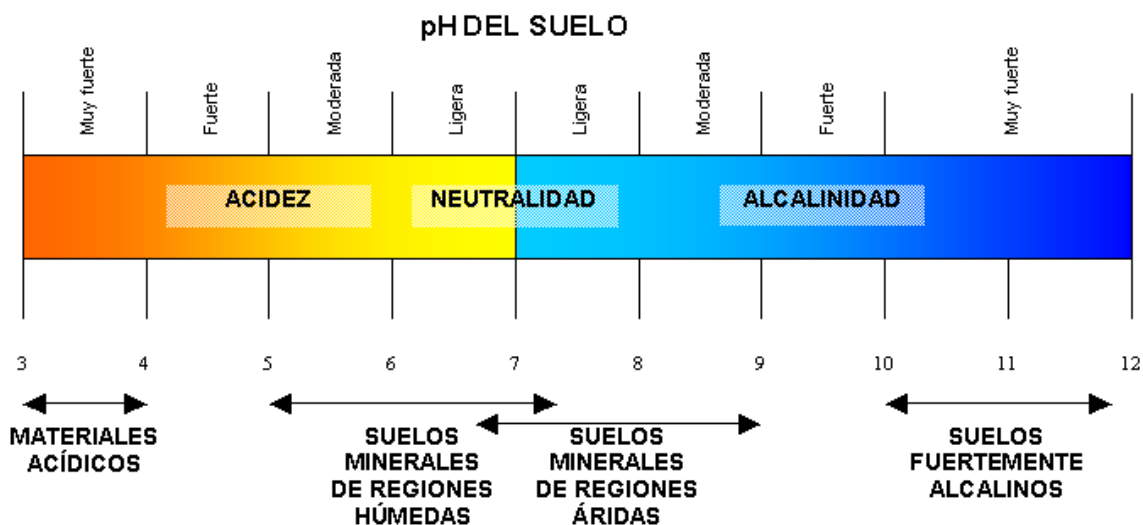 pH DEL SUELO
Muy fuerte
Fuerte
Moderada
Ligera
Ligera
Moderada
Fuerte
Muy fuerte
ACIDEZ
NEUTRALIDAD
ALCALINIDAD
3 4 5 6 7 8 9 10 11 12
MATERIALES
ACÍDICOS
SUELOS
MINERALES
DE REGIONES
HÚMEDAS
SUELOS
MINERALES
DE REGIONES
ÁRIDAS
SUELOS
FUERTEMENTE
ALCALINOS